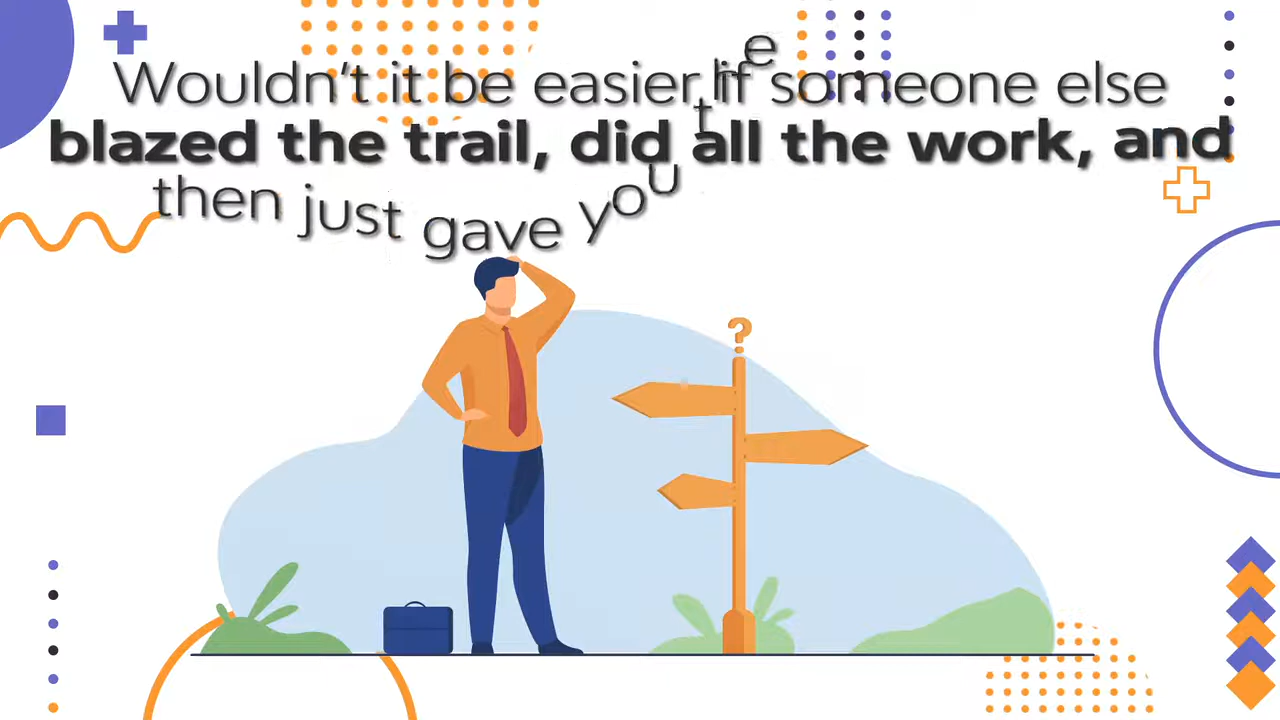 Wouldn't it be easier if someone else
blazed the trail, did all the work, and
then just gave you the
?